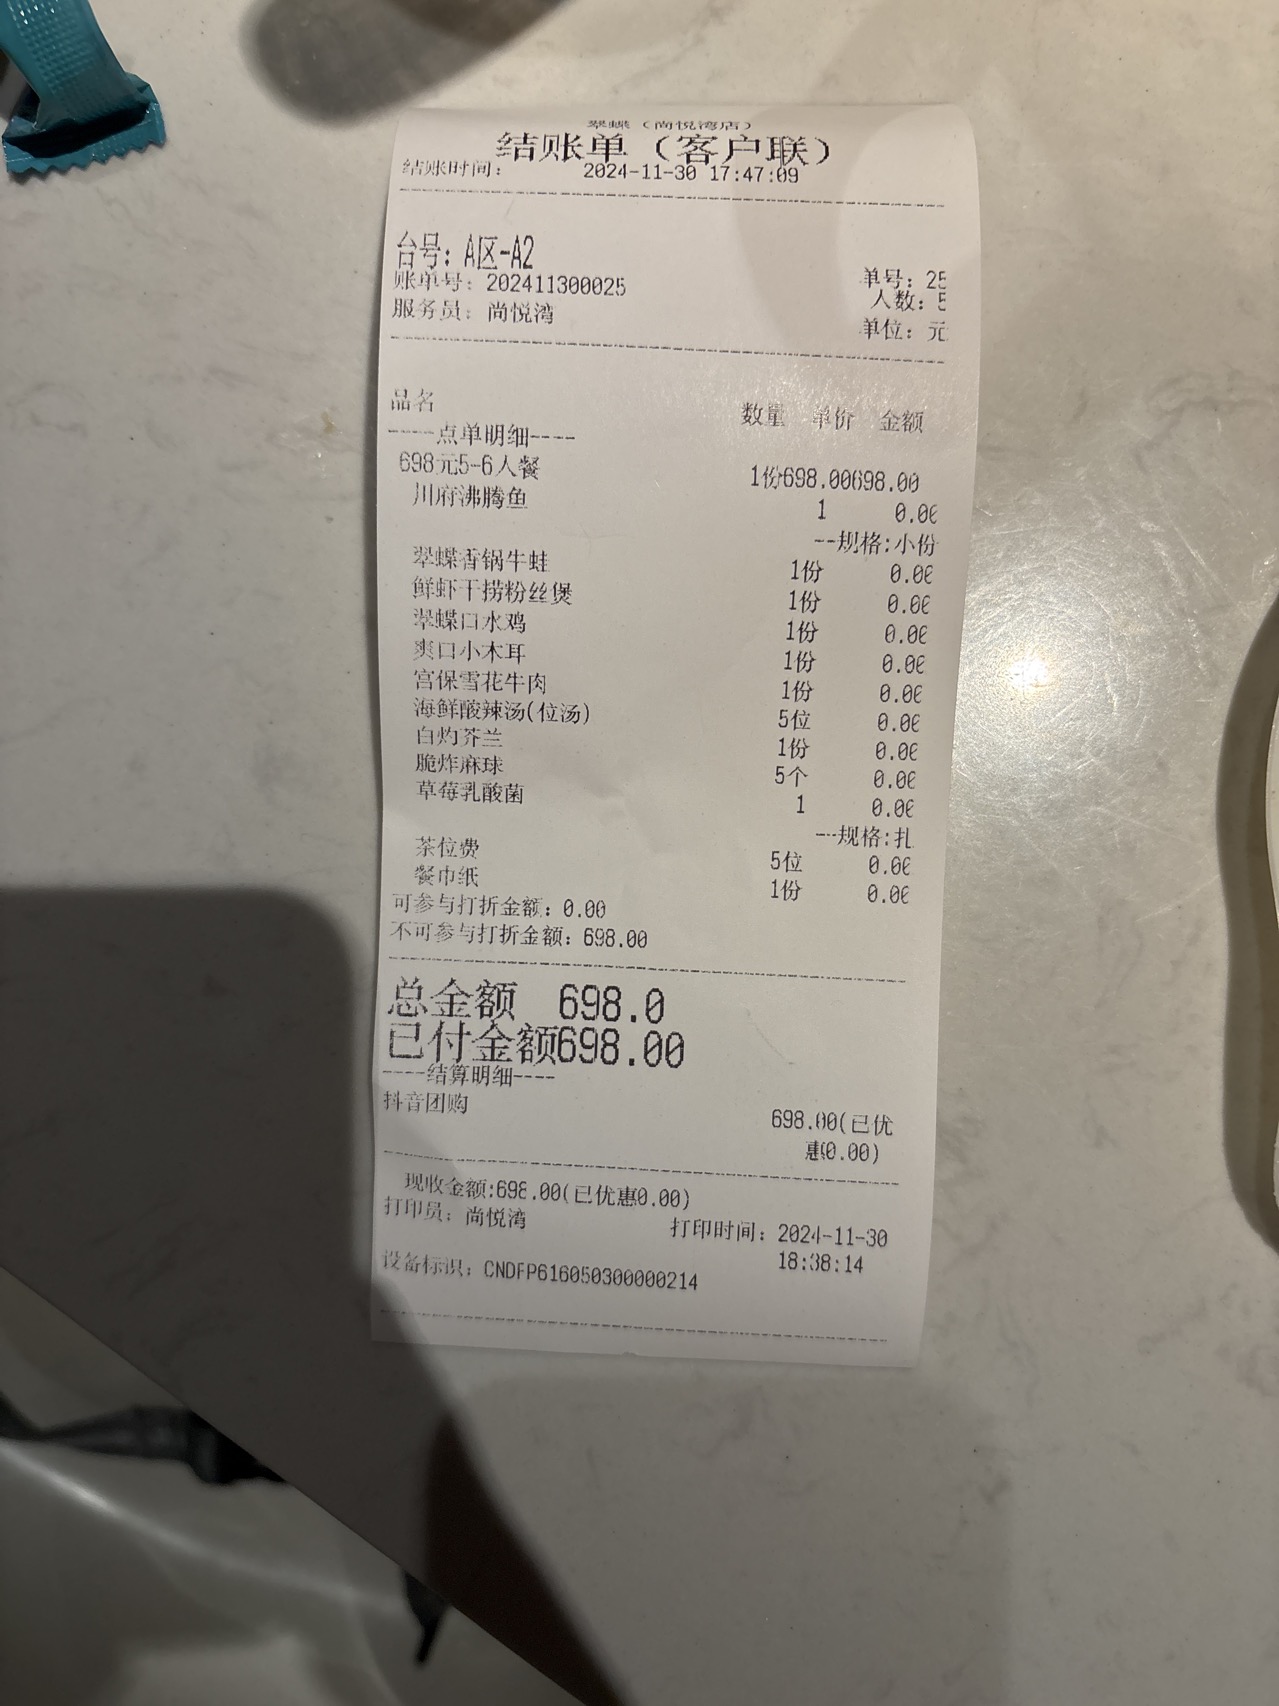 翠蝶（尚悦湾店）
结账单（客户联）
结账时间： 2024-11-30 17:47:09
台号：A区-A2
账单号：202411300025 单号：25
服务员：尚悦湾 人数：5
单位：元
品名 数量 单价 金额
----点单明细----
698元5-6人餐 1份698.00698.00
川府沸腾鱼 1 0.00
--规格:小份
翠蝶香锅牛蛙 1份 0.00
鲜虾干捞粉丝煲 1份 0.00
翠蝶口水鸡 1份 0.00
爽口小木耳 1份 0.00
宫保雪花牛肉 1份 0.00
海鲜酸辣汤(位汤) 5位 0.00
白灼芥兰 1份 0.00
脆炸麻球 5个 0.00
草莓乳酸菌 1 0.00
--规格:扎
茶位费 5位 0.00
餐巾纸 1份 0.00
可参与打折金额：0.00
不可参与打折金额：698.00
总金额 698.0
已付金额698.00
----结算明细----
抖音团购 698.00(已优
惠0.00)
现收金额:698.00(已优惠0.00)
打印员：尚悦湾 打印时间：2024-11-30
18:38:14
设备标识：CNDFP616050300000214